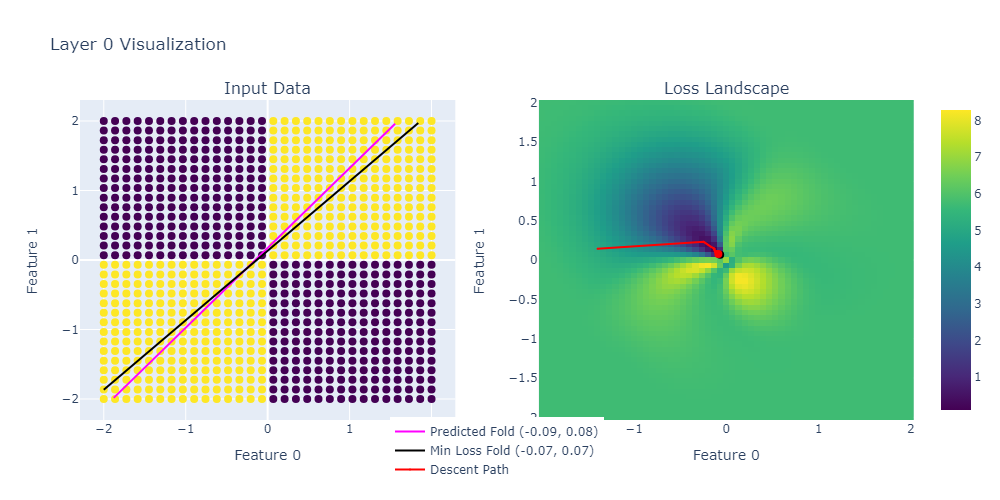 Layer 0 Visualization
Input Data
Loss Landscape
2
1
0
−1
−2
Feature 1
−2
−1
0
1
Feature 0
2
1.5
1
0.5
0
−0.5
−1
−1.5
Feature 1
−1
0
1
2
Feature 0
8
7
6
5
4
3
2
1
Predicted Fold (-0.09, 0.08)
Min Loss Fold (-0.07, 0.07)
Descent Path